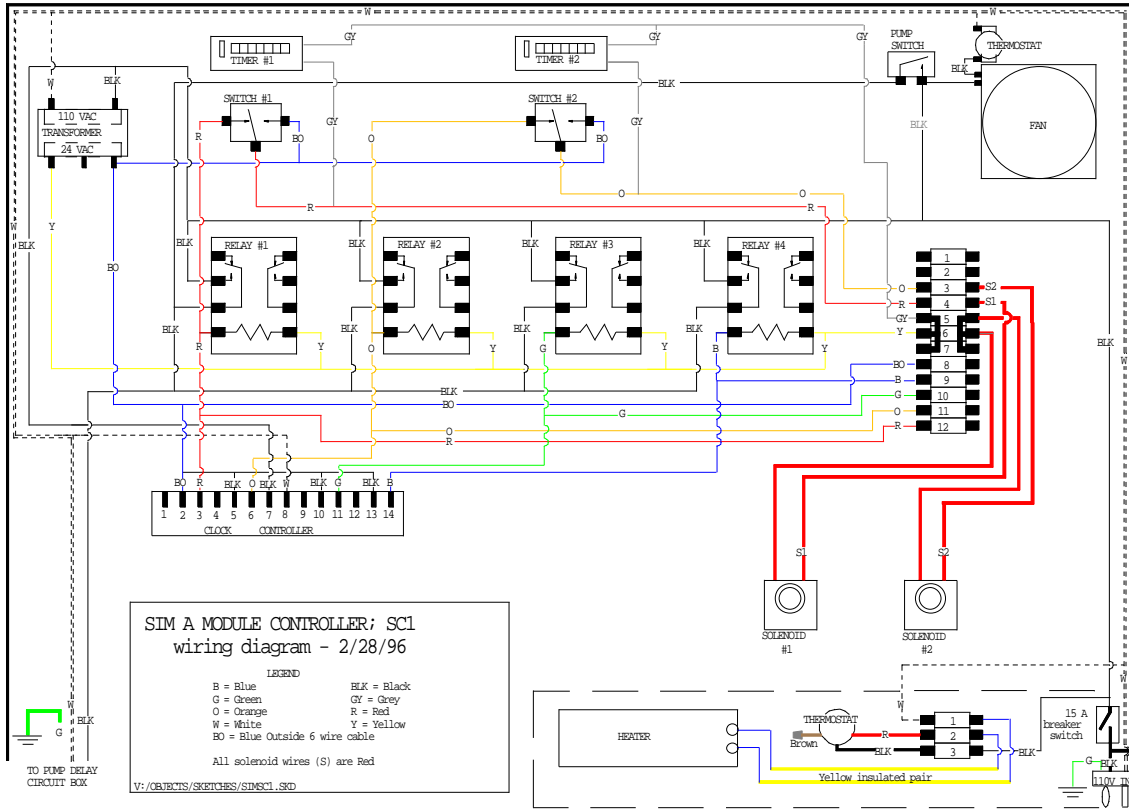 W
GY
GY
GY
W
PUMP
SWITCH
THERMOSTAT
TIMER #1
TIMER #2
BLK
W
BLK
BLK
SWITCH #1
SWITCH #2
110 VAC
TRANSFORMER
24 VAC
R
BO
GY
O
BO
GY
BLK
FAN
O
O
R
R
Y
W
BLK
BLK
BLK
BLK
BLK
RELAY #1
RELAY #2
RELAY #3
RELAY #4
BO
1
2
3
4
5
6
7
8
9
10
11
12
O
R
GY
Y
BO
B
G
O
R
S2
S1
BLK
BLK
BLK
BLK
R
Y
O
Y
G
Y
B
Y
BLK
W
BLK
BO
G
O
R
BO
R
BLK
O
BLK
W
BLK
G
BLK
B
1 2 3 4 5 6 7 8 9 10 11 12 13 14
CLOCK CONTROLLER
S1
S2
SOLENOID
#1
SOLENOID
#2
SIM A MODULE CONTROLLER; SC1
wiring diagram - 2/28/96
LEGEND
B = Blue
BLK = Black
G = Green
GY = Grey
O = Orange
R = Red
W = White
Y = Yellow
BO = Blue Outside 6 wire cable
All solenoid wires (S) are Red
V:/OBJECTS/SKETCHES/SIMSC1.SKD
W
BLK
G
TO PUMP DELAY
CIRCUIT BOX
HEATER
THERMOSTAT
Brown
R
BLK
W
1
2
3
BLK
Yellow insulated pair
W
15 A
breaker
switch
G
BLK
110V IN